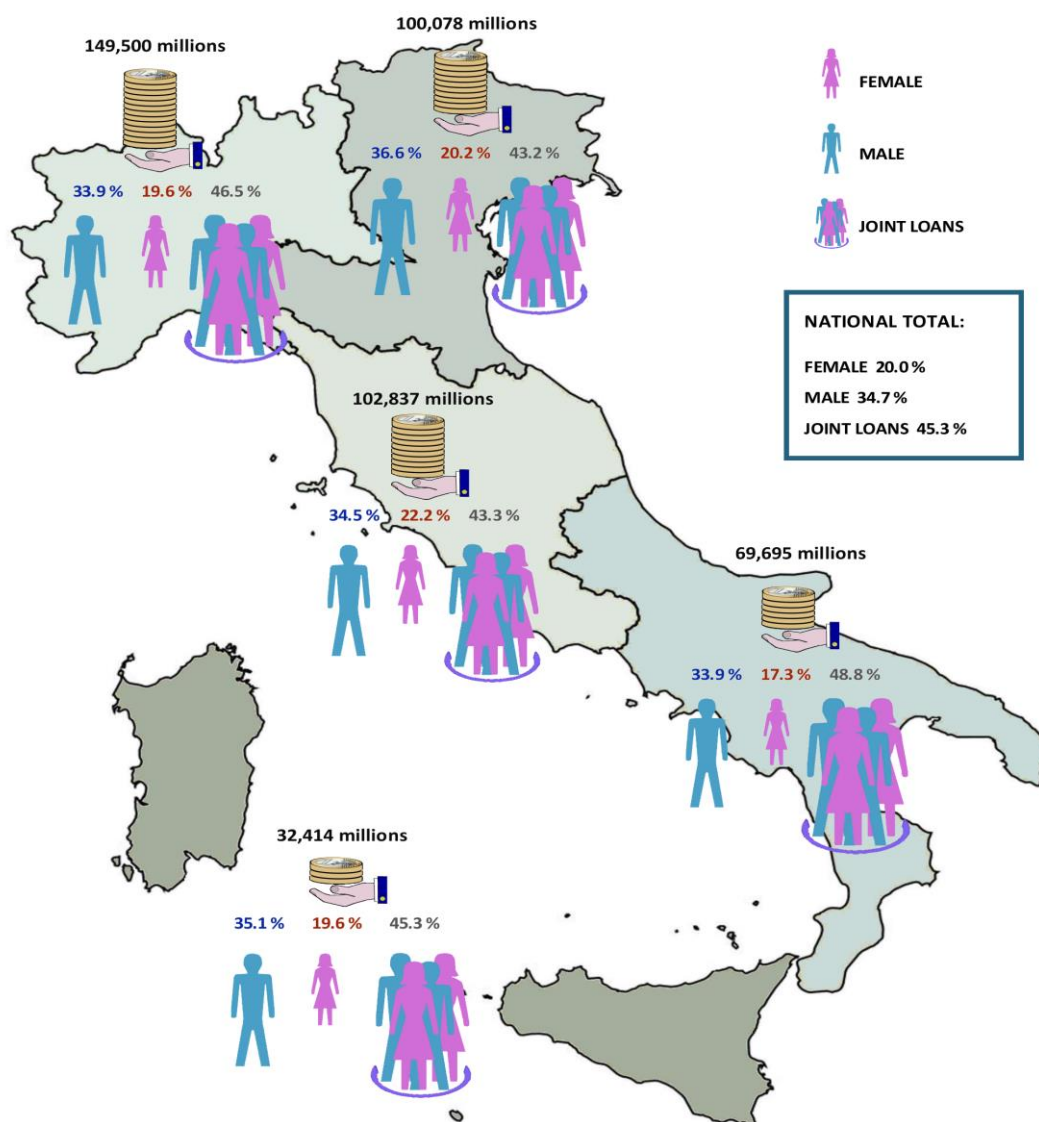 149,500 millions
33.9 % 19.6 % 46.5 %
100,078 millions
36.6 % 20.2 % 43.2 %
FEMALE
MALE
JOINT LOANS
NATIONAL TOTAL:
FEMALE 20.0 %
MALE 34.7 %
JOINT LOANS 45.3 %
102,837 millions
34.5 % 22.2 % 43.3 %
69,695 millions
33.9 % 17.3 % 48.8 %
32,414 millions
35.1 % 19.6 % 45.3 %